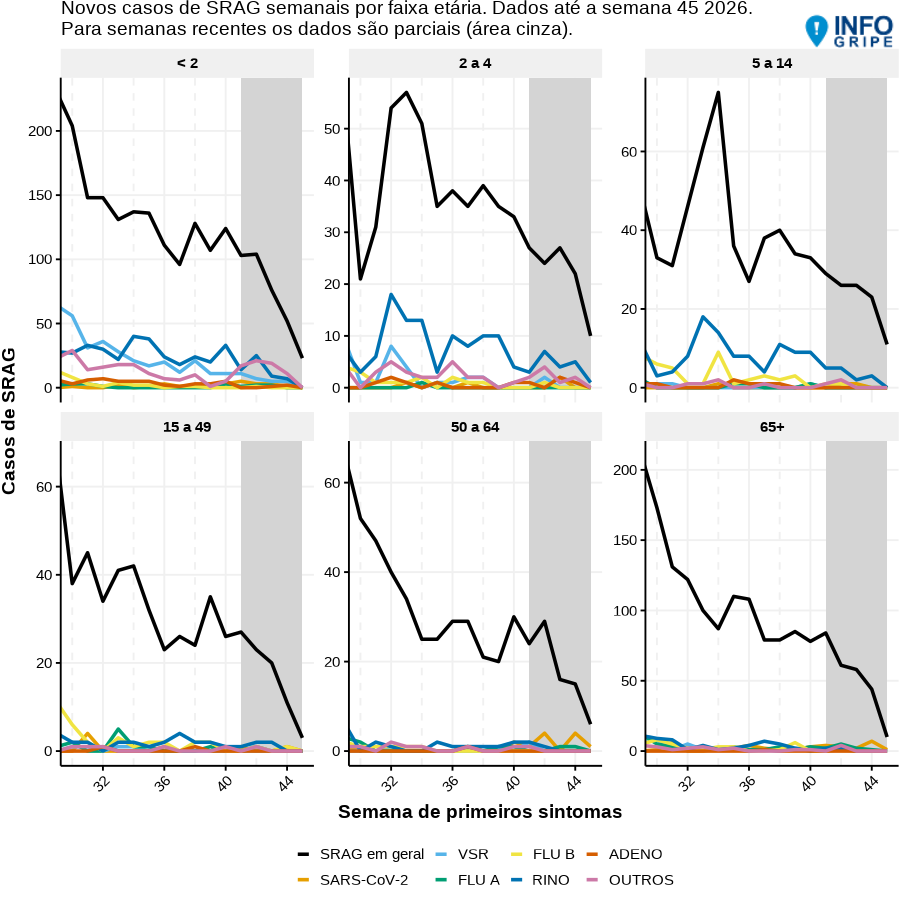 Novos casos de SRAG semanais por faixa etária. Dados até a semana 45 2026.
Para semanas recentes os dados são parciais (área cinza).
INFO
GRIPE
< 2
2 a 4
5 a 14
200
150
100
50
0
50
40
30
20
10
0
60
40
20
0
Casos de SRAG
15 a 49
50 a 64
65+
60
40
20
0
60
40
20
0
200
150
100
50
0
32
36
40
44
32
36
40
44
32
36
40
44
Semana de primeiros sintomas
SRAG em geral
VSR
FLU B
ADENO
SARS-CoV-2
FLU A
RINO
OUTROS